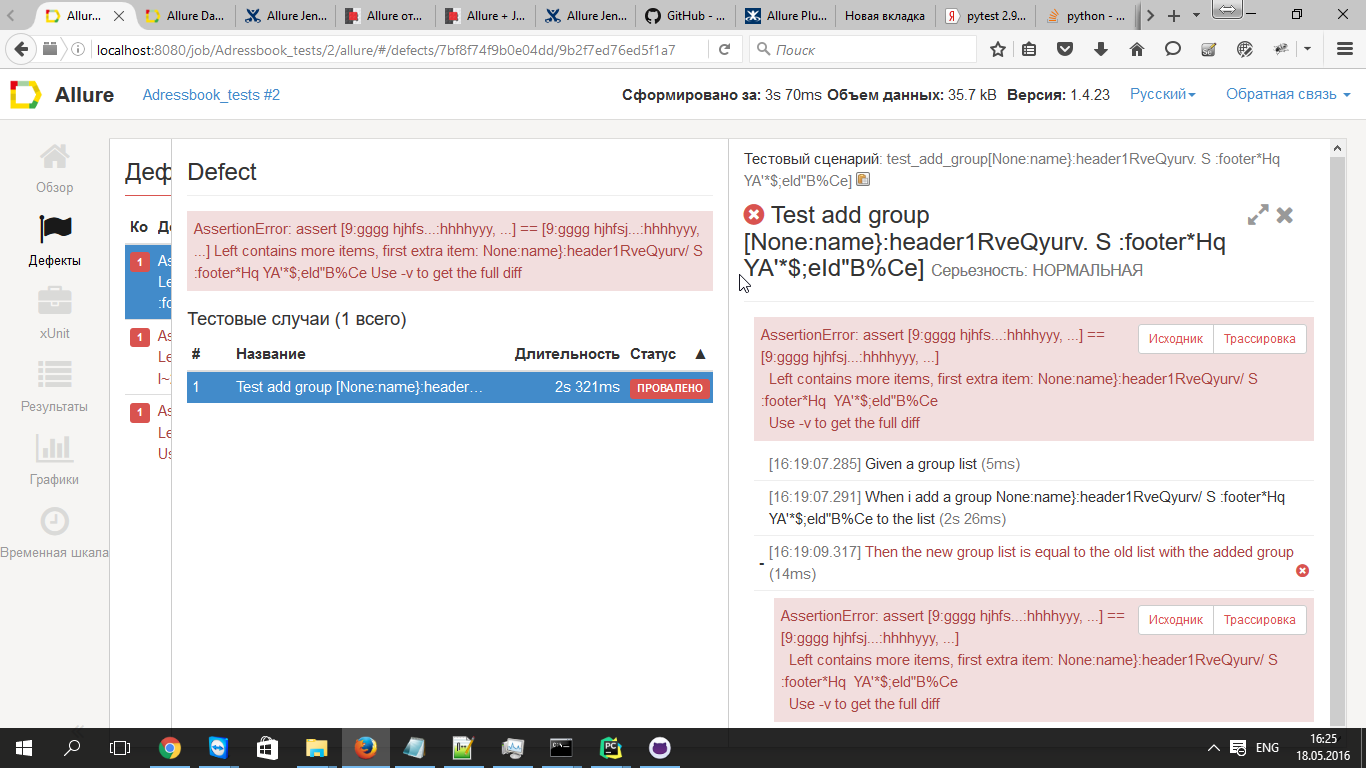 Allure...
Allure Da...
Allure Jen...
Allure от...
Allure + J...
Allure Jen...
GitHub - ...
Allure Plu...
Новая вкладка
pytest 2.9...
python - ...
localhost:8080/job/Adressbook_tests/2/allure/#/defects/7bf8f74f9b0e04dd/9b2f7ed76ed5f1a7
Поиск
Allure
Adressbook_tests #2
Сформировано за: 3s 70ms Объем данных: 35.7 kB Версия: 1.4.23
Русский
Обратная связь
Обзор
Дефекты
xUnit
Результаты
Графики
Временная шкала
Деф
Ко
1 As
Le
:fo
1 As
Le
l~:
1 As
Le
Us
Defect
AssertionError: assert [9:gggg hjhfs...:hhhhyyy, ...] == [9:gggg hjhfsj...:hhhhyyy,
...] Left contains more items, first extra item: None:name}:header1RveQyurv/ S
:footer*Hq YA'*$;eId"B%Ce Use -v to get the full diff
Тестовые случаи (1 всего)
# Название Длительность Статус ▲
1 Test add group [None:name}:header… 2s 321ms ПРОВАЛЕНО
Тестовый сценарий: test_add_group[None:name}:header1RveQyurv. S :footer*Hq
YA'*$;eId"B%Ce]
Test add group
[None:name}:header1RveQyurv. S :footer*Hq
YA'*$;eId"B%Ce] Серьезность: НОРМАЛЬНАЯ
AssertionError: assert [9:gggg hjhfs...:hhhhyyy, ...] ==
[9:gggg hjhfsj...:hhhhyyy, ...]
Исходник
Трассировка
Left contains more items, first extra item: None:name}:header1RveQyurv/ S
:footer*Hq YA'*$;eId"B%Ce
Use -v to get the full diff
[16:19:07.285] Given a group list (5ms)
[16:19:07.291] When i add a group None:name}:header1RveQyurv/ S :footer*Hq
YA'*$;eId"B%Ce to the list (2s 26ms)
- [16:19:09.317] Then the new group list is equal to the old list with the added group
(14ms)
AssertionError: assert [9:gggg hjhfs...:hhhhyyy, ...] ==
[9:gggg hjhfsj...:hhhhyyy, ...]
Исходник
Трассировка
Left contains more items, first extra item: None:name}:header1RveQyurv/ S
:footer*Hq YA'*$;eId"B%Ce
Use -v to get the full diff
ENG
16:25
18.05.2016